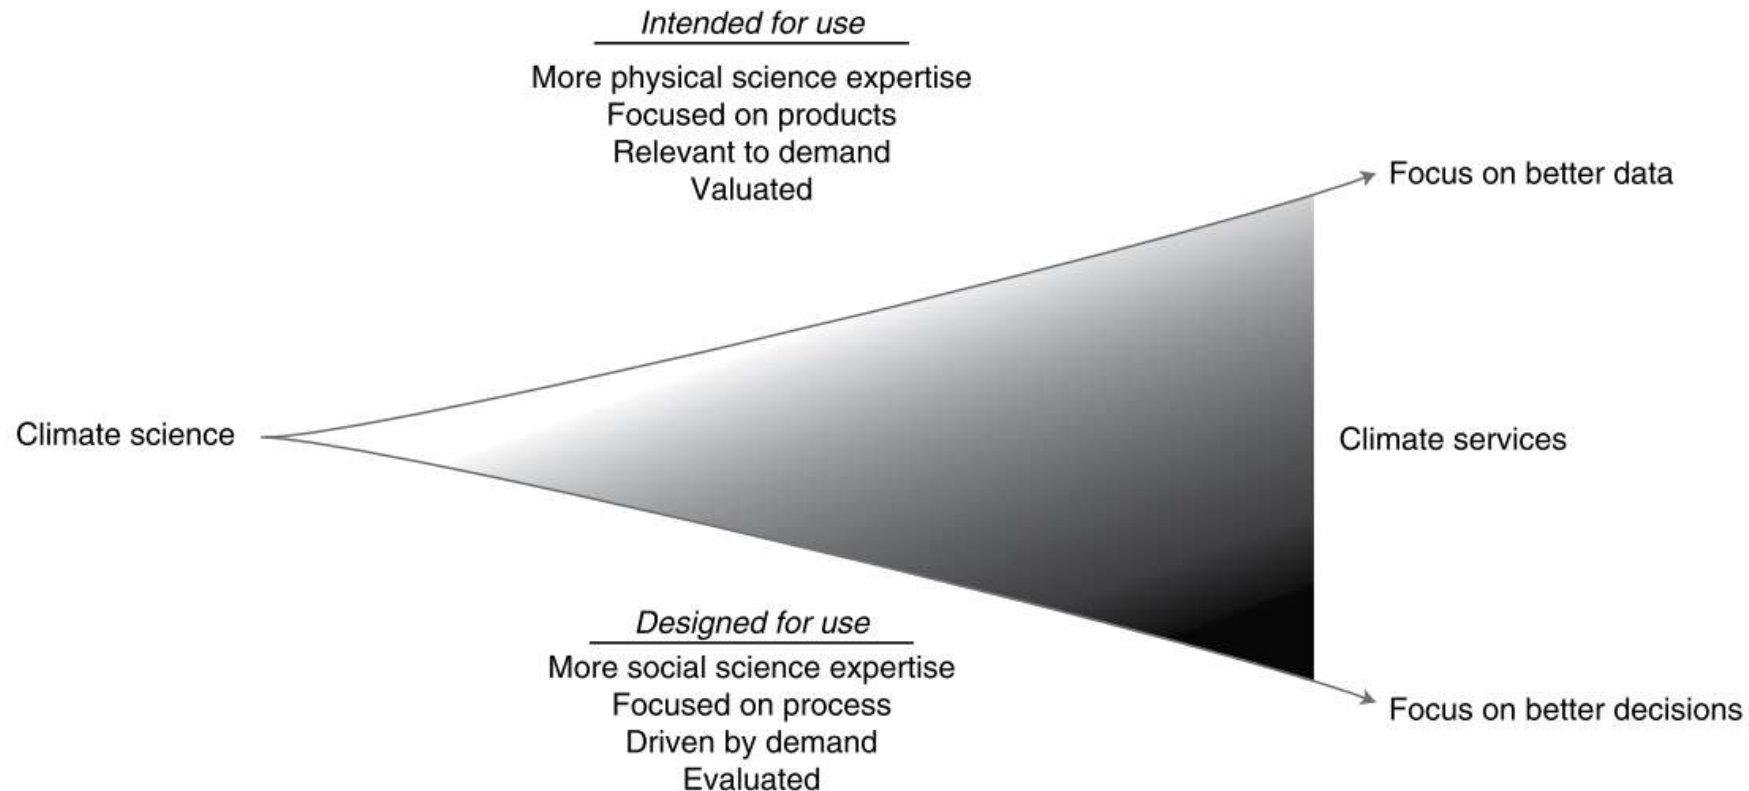 Intended for use
More physical science expertise
Focused on products
Relevant to demand
Valuated
Focus on better data
Climate science
Climate services
Designed for use
More social science expertise
Focused on process
Driven by demand
Evaluated
Focus on better decisions